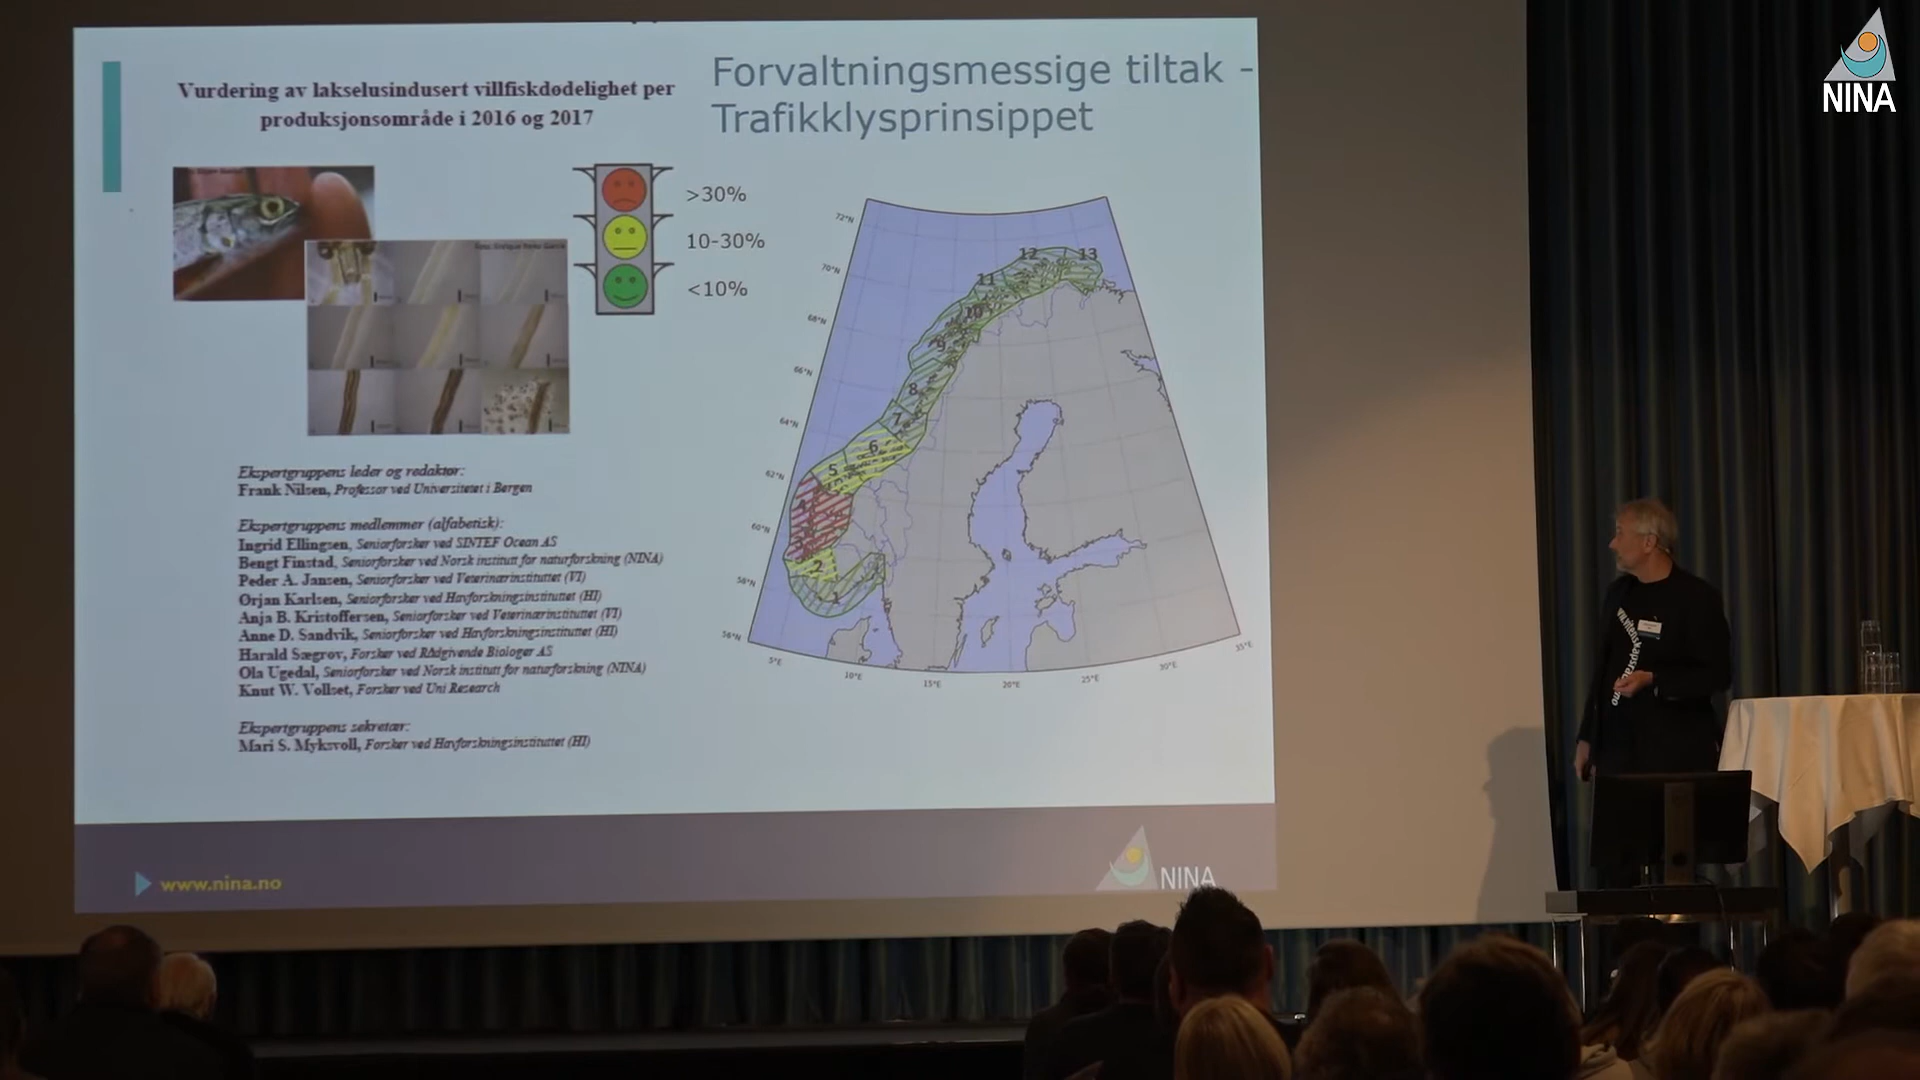 Vurdering av lakselusindusert villfiskdødelighet per
produksjonsområde i 2016 og 2017
Forvaltningsmessige tiltak -
Trafikklysprinsippet
NINA
>30%
10-30%
<10%
72°N
70°N
68°N
66°N
64°N
62°N
60°N
58°N
56°N
5°E
10°E
15°E
20°E
25°E
30°E
35°E
13
12
11
10
9
8
7
6
5
4
2
1
Ekspertgruppens leder og redaktør:
Frank Nilsen, Professor ved Universitetet i Bergen
Ekspertgruppens medlemmer (alfabetisk):
Ingrid Ellingsen, Seniorforsker ved SINTEF Ocean AS
Bengt Finstad, Seniorforsker ved Norsk institutt for naturforskning (NINA)
Peder A. Jansen, Seniorforsker ved Veterinærinstituttet (VI)
Ørjan Karlsen, Seniorforsker ved Havforskningsinstituttet (HI)
Anja B. Kristoffersen, Seniorforsker ved Veterinærinstituttet (VI)
Anne D. Sandvik, Seniorforsker ved Havforskningsinstituttet (HI)
Harald Sægrov, Forsker ved Rådgivende Biologer AS
Ola Ugedal, Seniorforsker ved Norsk institutt for naturforskning (NINA)
Knut W. Vollset, Forsker ved Uni Research
Ekspertgruppens sekretær:
Mari S. Myksvoll, Forsker ved Havforskningsinstituttet (HI)
www.nina.no
NINA